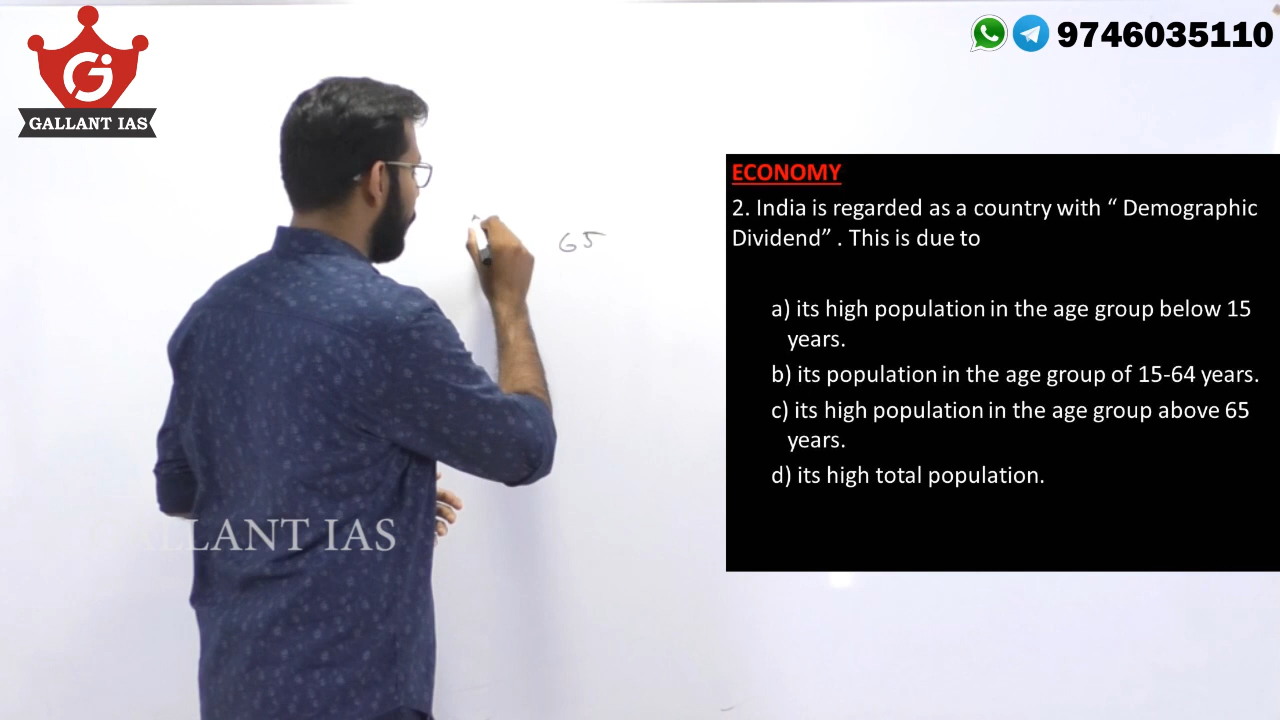 GALLANT IAS
9746035110
65
ECONOMY
2. India is regarded as a country with “ Demographic
Dividend” . This is due to
a) its high population in the age group below 15
years.
b) its population in the age group of 15-64 years.
c) its high population in the age group above 65
years.
d) its high total population.
GALLANT IAS